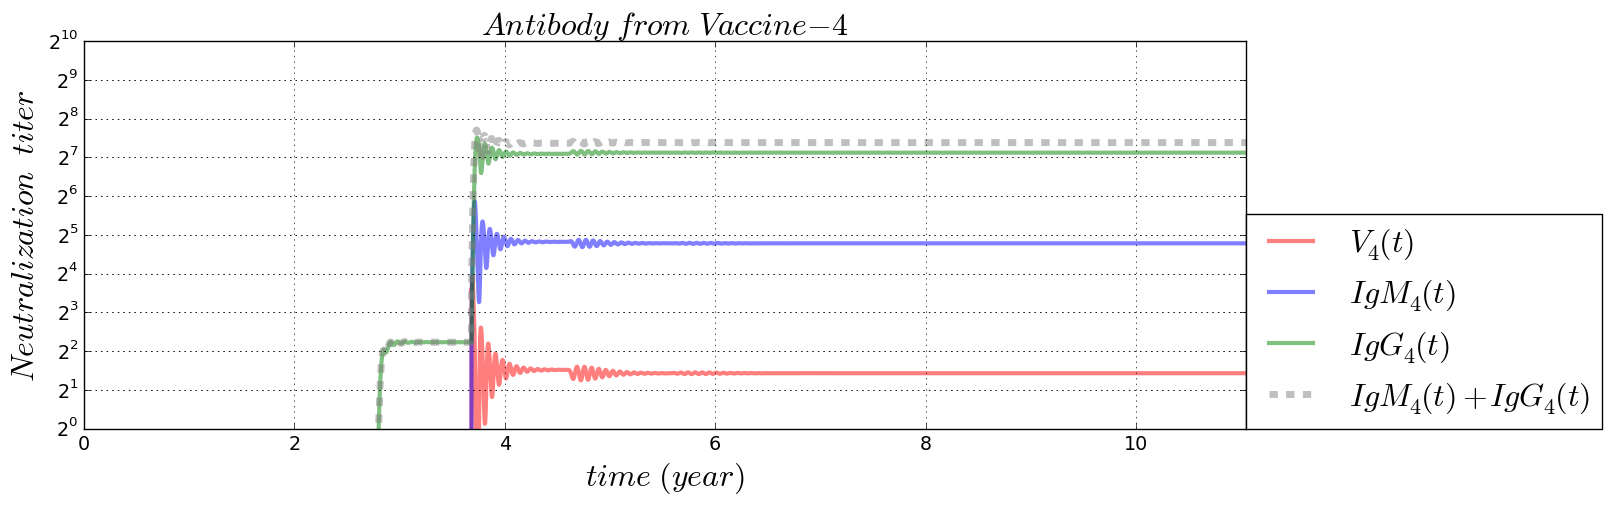 Antibody from Vaccine−4
Neutralization titer
2^10
2^9
2^8
2^7
2^6
2^5
2^4
2^3
2^2
2^1
2^0
0 2 4 6 8 10
time (year)
V_4(t)
IgM_4(t)
IgG_4(t)
IgM_4(t)+IgG_4(t)